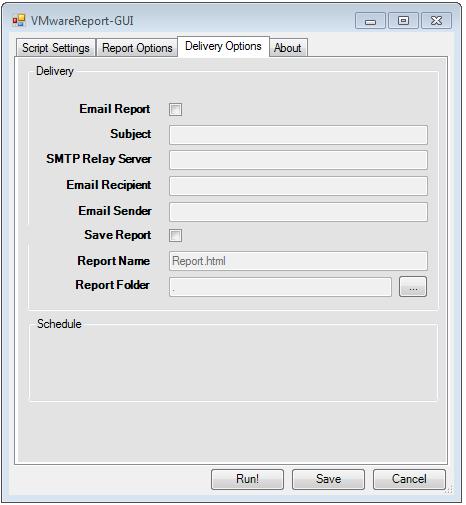 VMwareReport-GUI
Script Settings Report Options Delivery Options About
Delivery
Email Report
Subject
SMTP Relay Server
Email Recipient
Email Sender
Save Report
Report Name Report.html
Report Folder . ...
Schedule
Run! Save Cancel